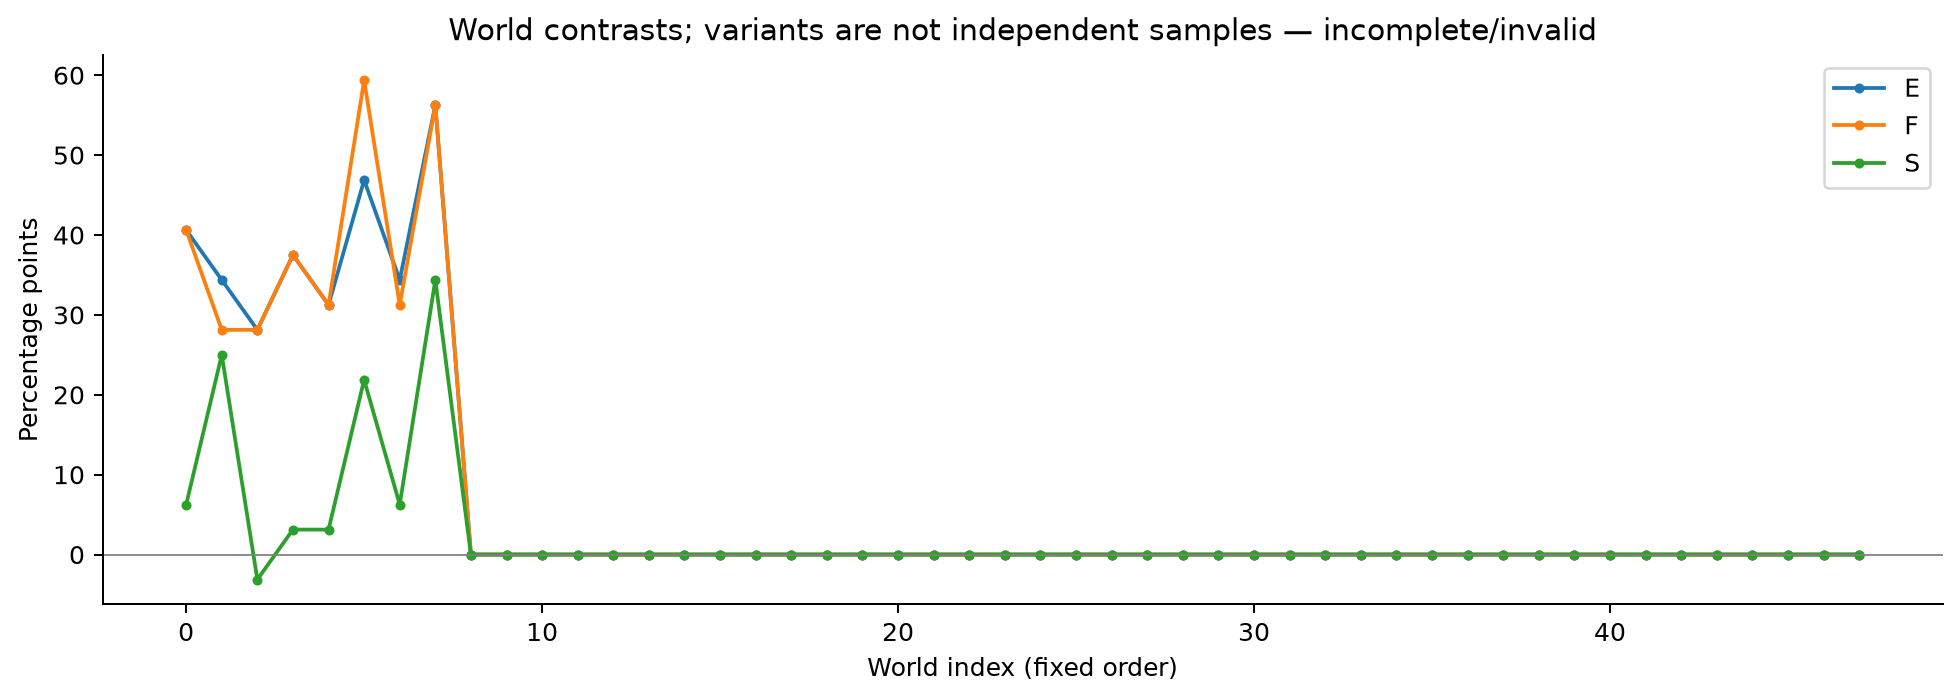 World contrasts; variants are not independent samples — incomplete/invalid
E
F
S
Percentage points
60
50
40
30
20
10
0
0 10 20 30 40
World index (fixed order)